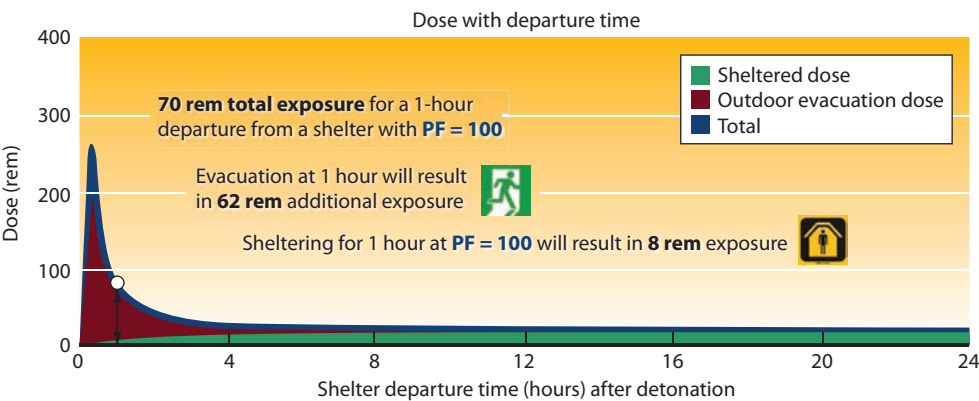 Dose with departure time
400
300
200
100
0
Dose (rem)
70 rem total exposure for a 1-hour
departure from a shelter with PF = 100
Evacuation at 1 hour will result
in 62 rem additional exposure
Sheltering for 1 hour at PF = 100 will result in 8 rem exposure
Sheltered dose
Outdoor evacuation dose
Total
0 4 8 12 16 20 24
Shelter departure time (hours) after detonation